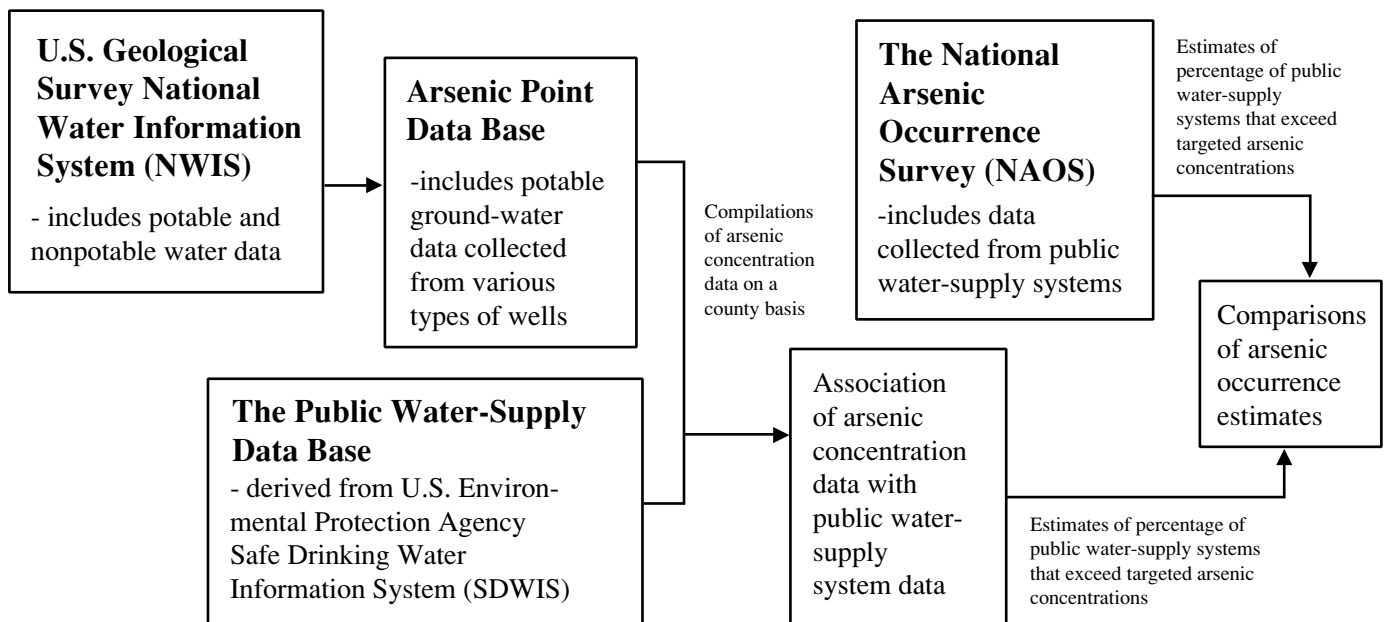 U.S. Geological
Survey National
Water Information
System (NWIS)
- includes potable and
nonpotable water data
Arsenic Point
Data Base
-includes potable
ground-water
data collected
from various
types of wells
Compilations
of arsenic
concentration
data on a
county basis
The National
Arsenic
Occurrence
Survey (NAOS)
-includes data
collected from public
water-supply systems
Estimates of
percentage of public
water-supply
systems that exceed
targeted arsenic
concentrations
The Public Water-Supply
Data Base
- derived from U.S. Environ-
mental Protection Agency
Safe Drinking Water
Information System (SDWIS)
Association
of arsenic
concentration
data with
public water-
supply
system data
Estimates of percentage of
public water-supply systems
that exceed targeted arsenic
concentrations
Comparisons
of arsenic
occurrence
estimates